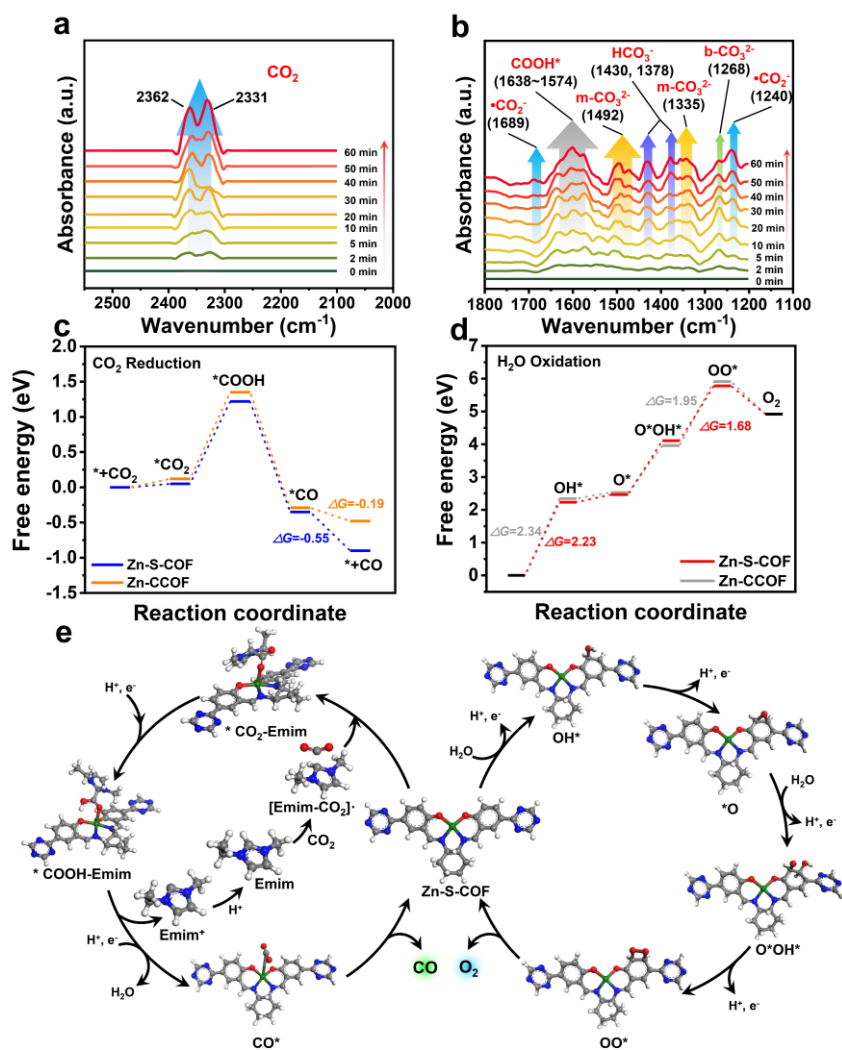 a
Absorbance (a.u.)
CO₂
2362
2331
60 min
50 min
40 min
30 min
20 min
10 min
5 min
2 min
0 min
2500 2400 2300 2200 2100 2000
Wavenumber (cm⁻¹)
b
Absorbance (a.u.)
•CO₂⁻
(1689)
COOH*
(1638~1574)
m-CO₃²⁻
(1492)
HCO₃⁻
(1430, 1378)
m-CO₃²⁻
(1335)
b-CO₃²⁻
(1268)
•CO₂⁻
(1240)
60 min
50 min
40 min
30 min
20 min
10 min
5 min
2 min
0 min
1800 1700 1600 1500 1400 1300 1200 1100
Wavenumber (cm⁻¹)
c
Free energy (eV)
2.0
1.5
1.0
0.5
0.0
-0.5
-1.0
-1.5
CO₂ Reduction
*+CO₂
*CO₂
*COOH
*CO
△G=-0.19
△G=-0.55
*+CO
Zn-S-COF
Zn-CCOF
Reaction coordinate
d
Free energy (eV)
7
6
5
4
3
2
1
0
H₂O Oxidation
OH*
O*
O*OH*
OO*
O₂
△G=1.95
△G=1.68
△G=2.34
△G=2.23
Zn-S-COF
Zn-CCOF
Reaction coordinate
e
H⁺, e⁻
* CO₂-Emim
[Emim-CO₂]·
CO₂
* COOH-Emim
Emim⁺
H⁺
Emim
H⁺, e⁻
H₂O
CO*
CO
Zn-S-COF
O₂
H₂O
H⁺, e⁻
OH*
H⁺, e⁻
*O
H₂O
H⁺, e⁻
O*OH*
H⁺, e⁻
OO*